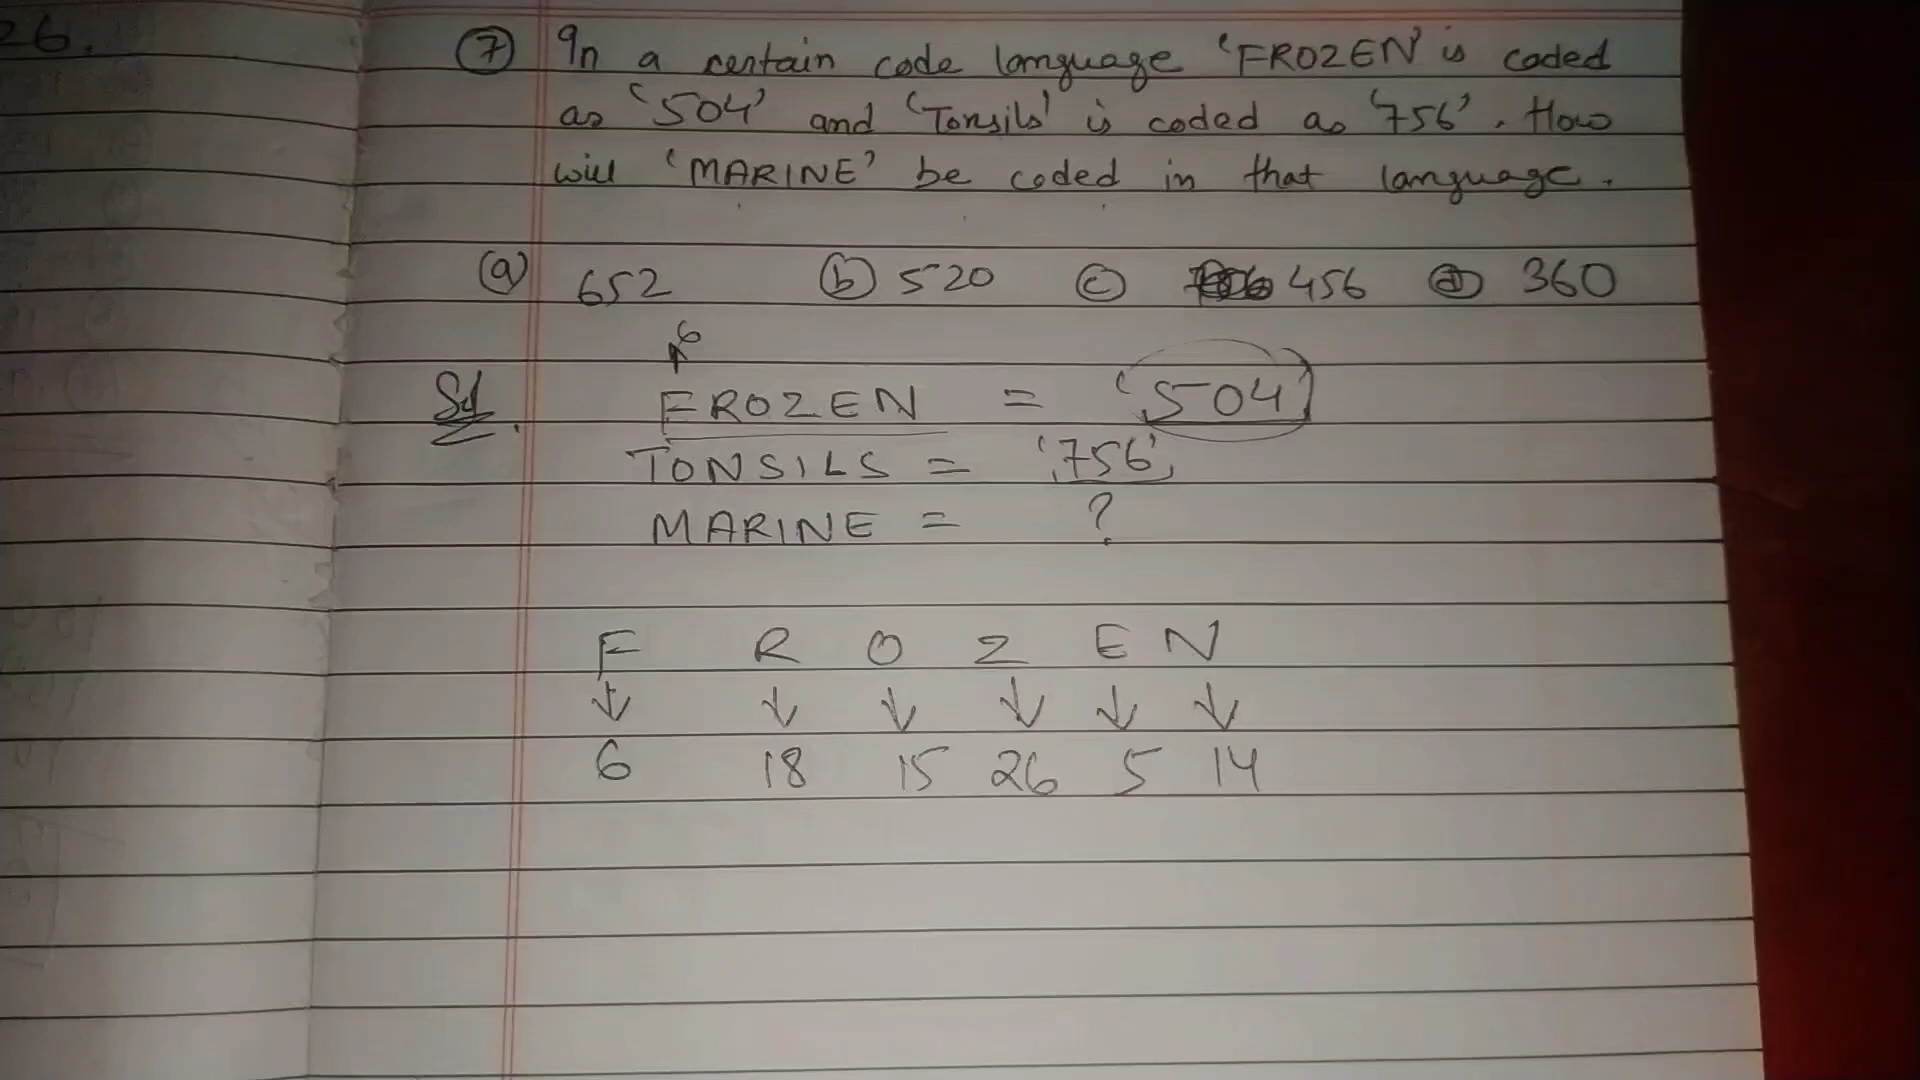 26.
(7) In a certain code language 'FROZEN' is coded
as '504' and 'Tonsils' is coded as '756'. How
will 'MARINE' be coded in that language.
(a) 652 (b) 520 (c) 456 (d) 360
6
Sol. FROZEN = '504'
TONSILS = '756'
MARINE = ?
F R O Z E N
↓ ↓ ↓ ↓ ↓ ↓
6 18 15 26 5 14